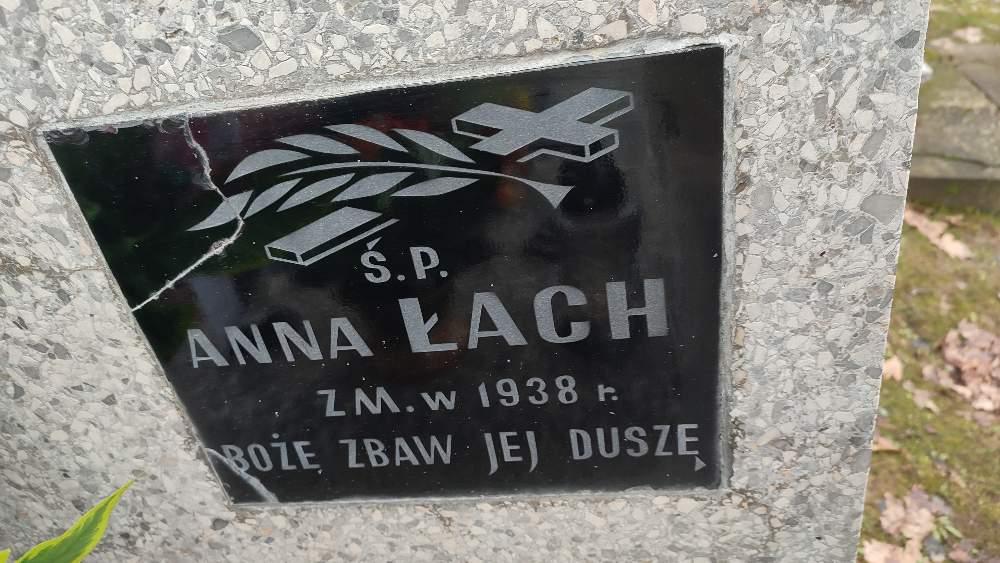 Ś.P.
ANNA ŁACH
ZM. w 1938 r.
BOŻE ZBAW JEJ DUSZĘ